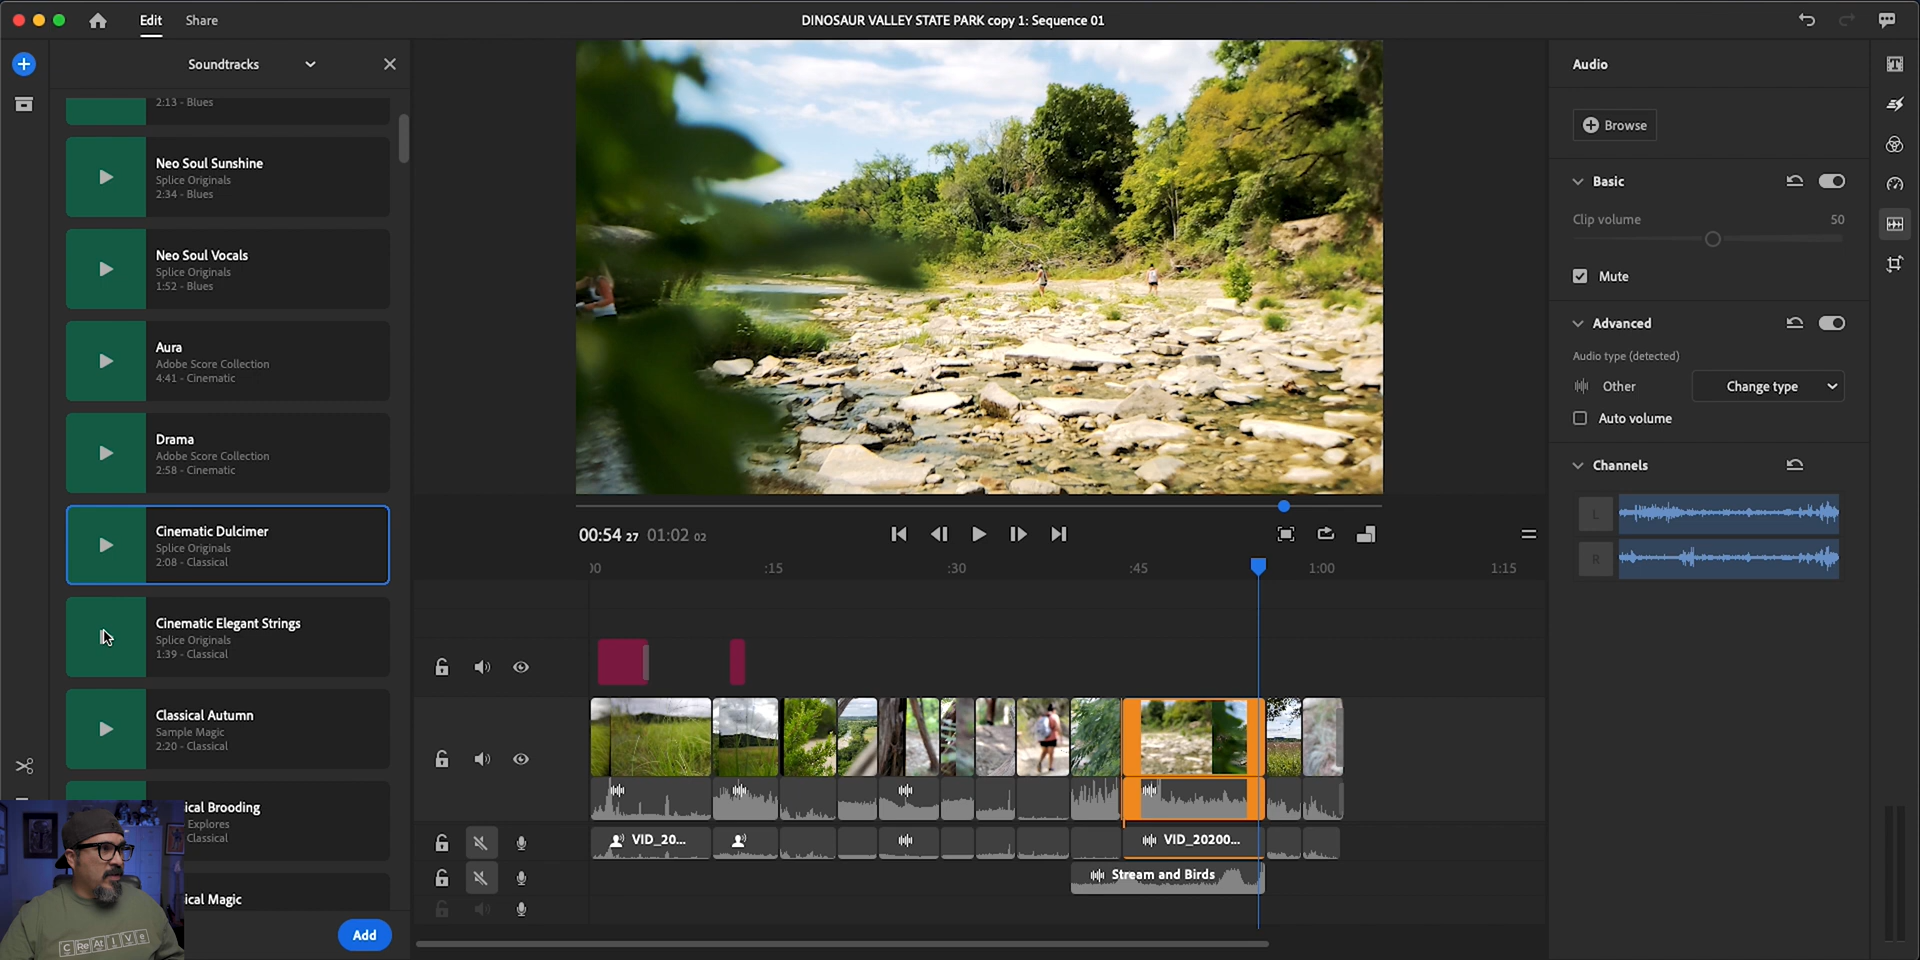 Edit
Share
DINOSAUR VALLEY STATE PARK copy 1: Sequence 01
Soundtracks
2:13 - Blues
Neo Soul Sunshine
Splice Originals
2:34 - Blues
Neo Soul Vocals
Splice Originals
1:52 - Blues
Aura
Adobe Score Collection
4:41 - Cinematic
Drama
Adobe Score Collection
2:58 - Cinematic
Cinematic Dulcimer
Splice Originals
2:08 - Classical
Cinematic Elegant Strings
Splice Originals
1:39 - Classical
Classical Autumn
Sample Magic
2:20 - Classical
ical Brooding
Explores
Classical
ical Magic
CReAtIVe
Add
00:54 27 01:02 02
00 :15 :30 :45 1:00 1:15
VID_20...
VID_20200...
Stream and Birds
Audio
Browse
Basic
Clip volume 50
Mute
Advanced
Audio type (detected)
Other
Change type
Auto volume
Channels
L
R